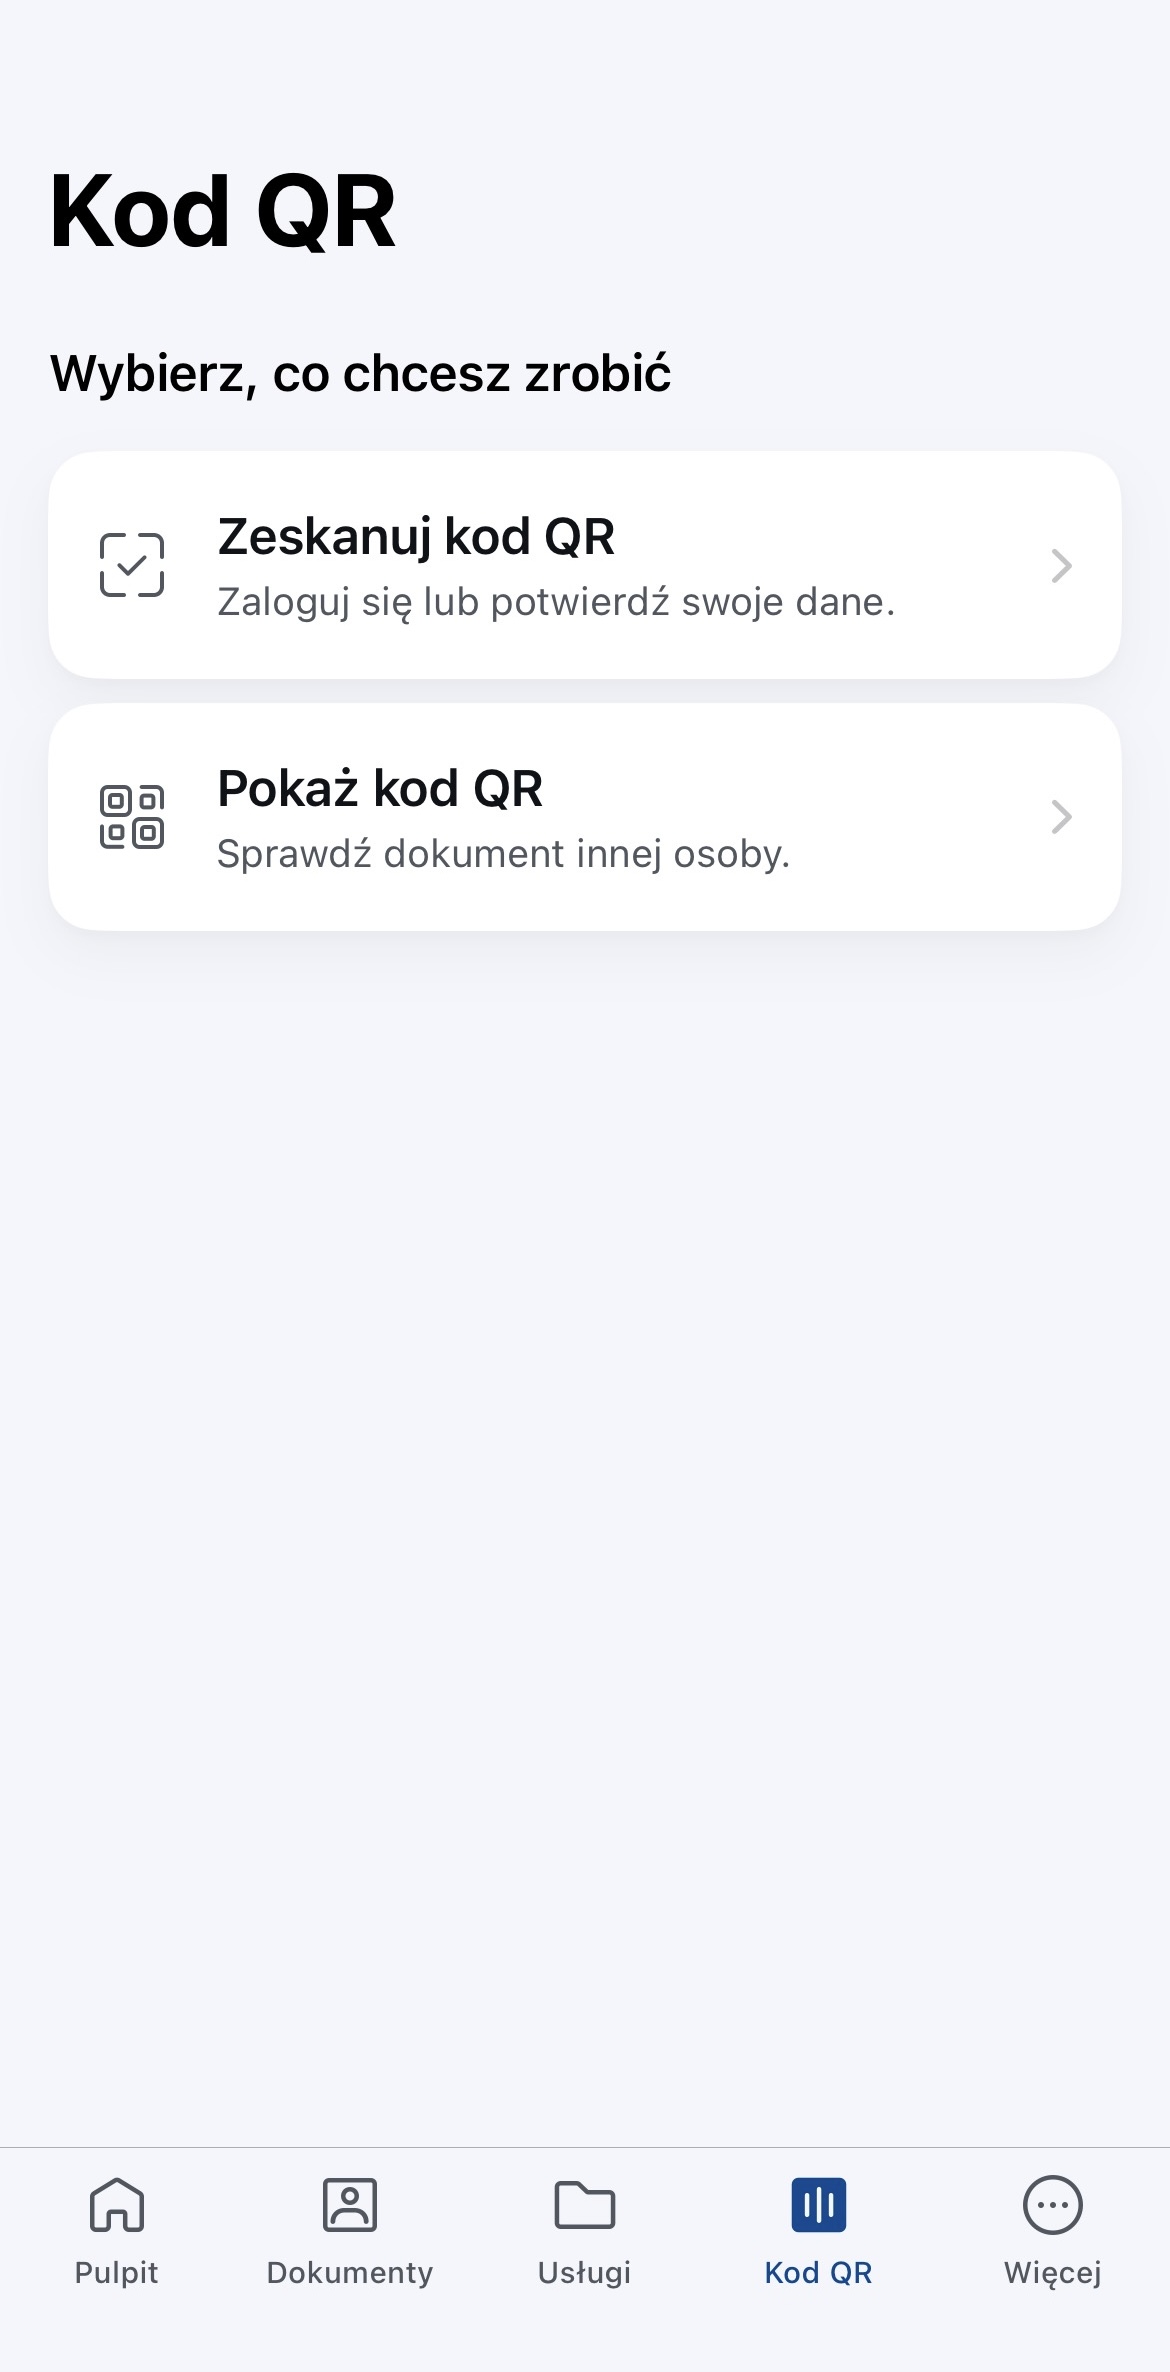 Kod QR
Wybierz, co chcesz zrobić
Zeskanuj kod QR
Zaloguj się lub potwierdź swoje dane.
Pokaż kod QR
Sprawdź dokument innej osoby.
Pulpit
Dokumenty
Usługi
Kod QR
Więcej